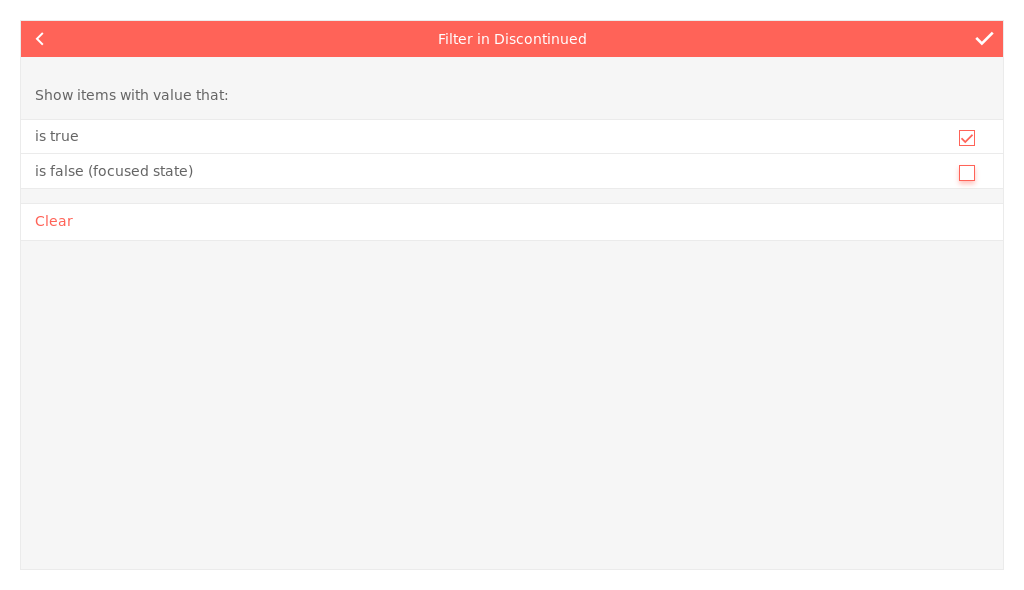 Filter in Discontinued
Show items with value that:
is true
is false (focused state)
Clear